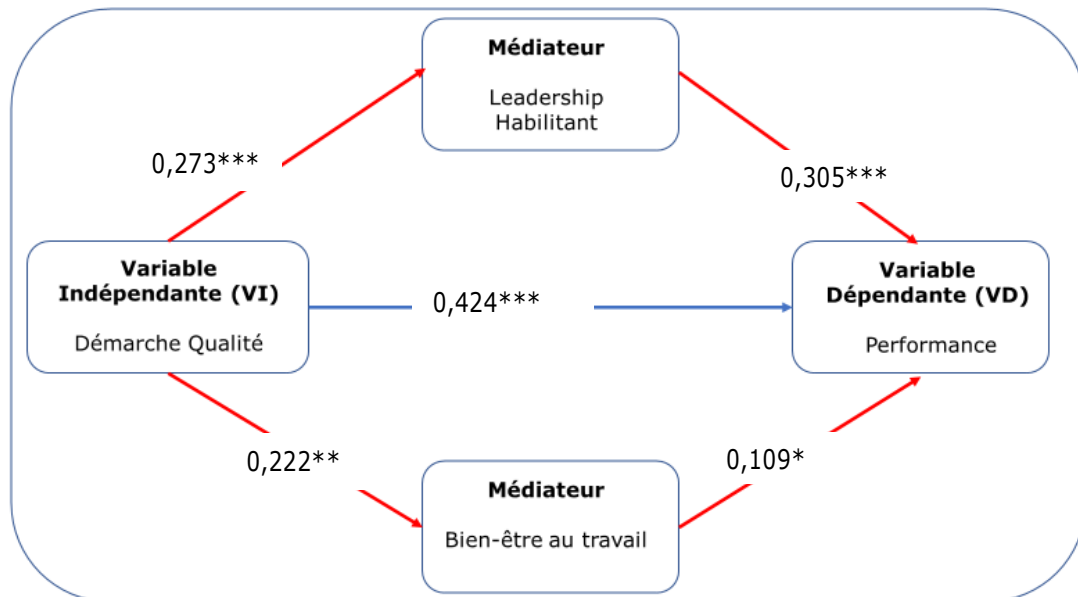 Médiateur
Leadership
Habilitant
0,273***
0,305***
Variable
Indépendante (VI)
Démarche Qualité
0,424***
Variable
Dépendante (VD)
Performance
0,222**
0,109*
Médiateur
Bien-être au travail